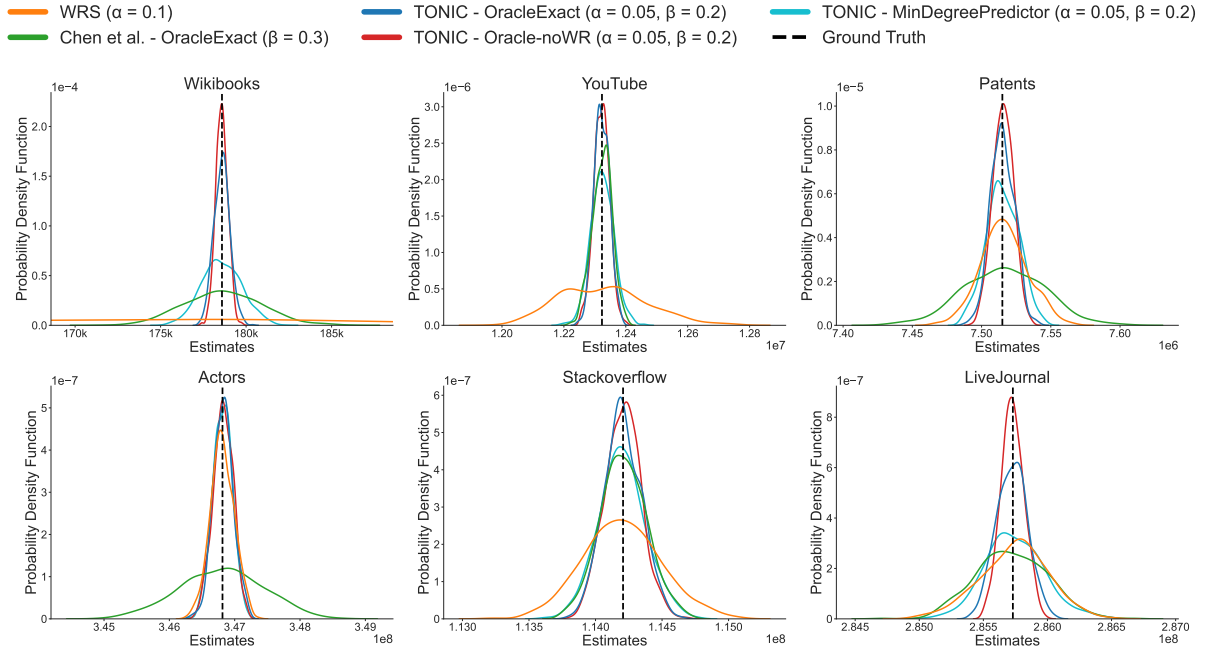 WRS (α = 0.1)
Chen et al. - OracleExact (β = 0.3)
TONIC - OracleExact (α = 0.05, β = 0.2)
TONIC - Oracle-noWR (α = 0.05, β = 0.2)
TONIC - MinDegreePredictor (α = 0.05, β = 0.2)
Ground Truth
Wikibooks
1e−4
Probability Density Function
2.0
1.5
1.0
0.5
0.0
170k 175k 180k 185k
Estimates
YouTube
1e−6
Probability Density Function
3.0
2.5
2.0
1.5
1.0
0.5
0.0
1.20 1.22 1.24 1.26 1.28
Estimates
1e7
Patents
1e−5
Probability Density Function
1.0
0.8
0.6
0.4
0.2
0.0
7.40 7.45 7.50 7.55 7.60
Estimates
1e6
Actors
1e−7
Probability Density Function
5
4
3
2
1
0
3.45 3.46 3.47 3.48 3.49
Estimates
1e8
Stackoverflow
1e−7
Probability Density Function
6
5
4
3
2
1
0
1.130 1.135 1.140 1.145 1.150
Estimates
1e8
LiveJournal
1e−7
Probability Density Function
8
6
4
2
0
2.845 2.850 2.855 2.860 2.865 2.870
Estimates
1e8